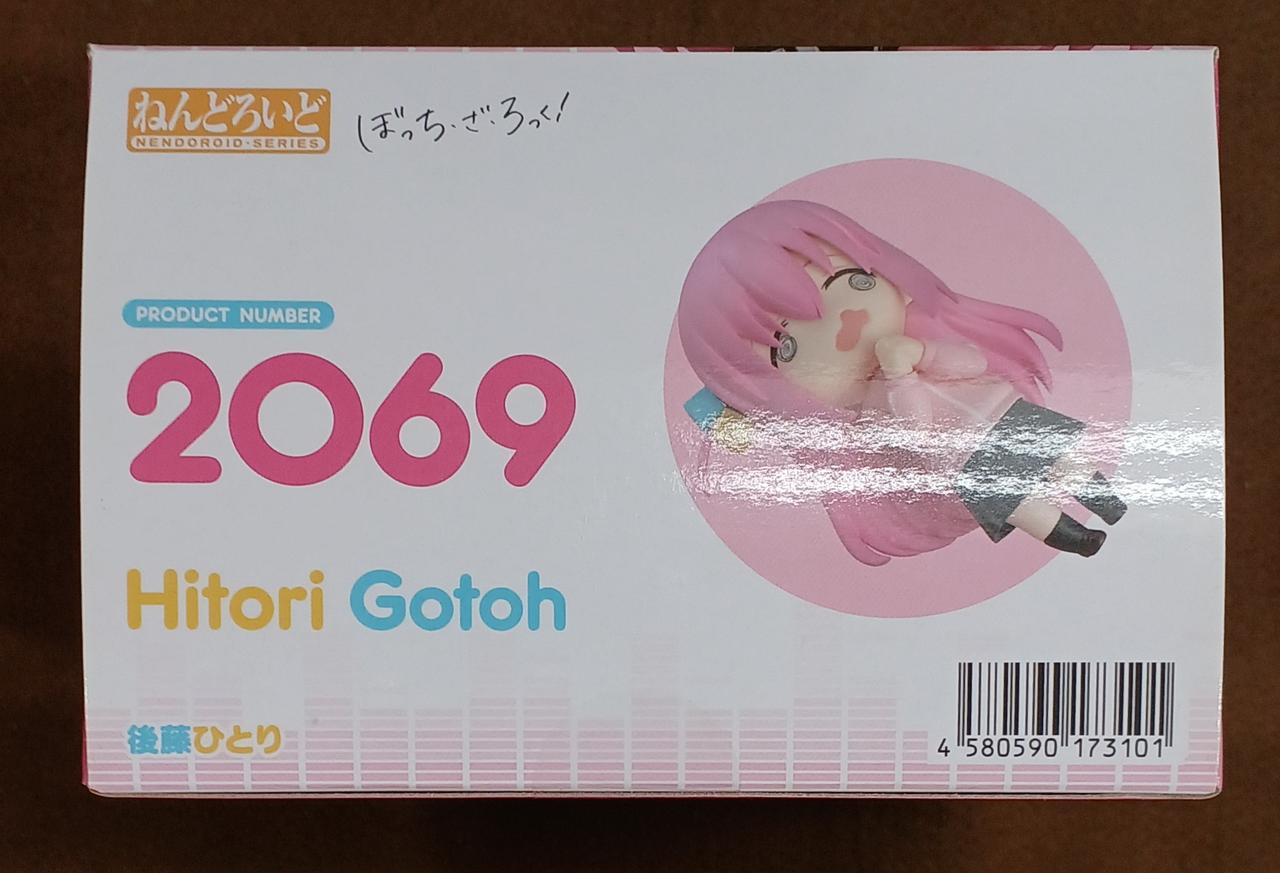 ねんどろいど
NENDOROID·SERIES
ぼっち・ざ・ろっく!
PRODUCT NUMBER
2069
Hitori Gotoh
後藤ひとり
4 580590 173101